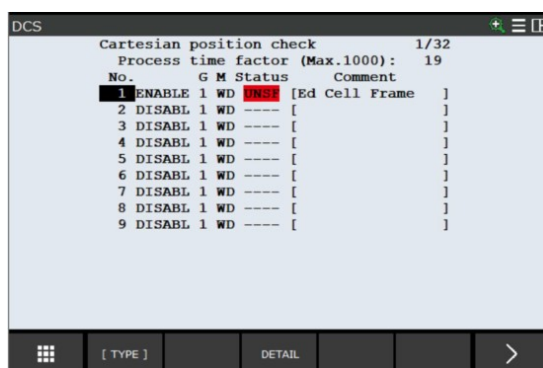 DCS
Cartesian position check 1/32
Process time factor (Max.1000): 19
No. G M Status Comment
1 ENABLE 1 WD UNSF [Ed Cell Frame ]
2 DISABL 1 WD ---- [ ]
3 DISABL 1 WD ---- [ ]
4 DISABL 1 WD ---- [ ]
5 DISABL 1 WD ---- [ ]
6 DISABL 1 WD ---- [ ]
7 DISABL 1 WD ---- [ ]
8 DISABL 1 WD ---- [ ]
9 DISABL 1 WD ---- [ ]
[ TYPE ] DETAIL >